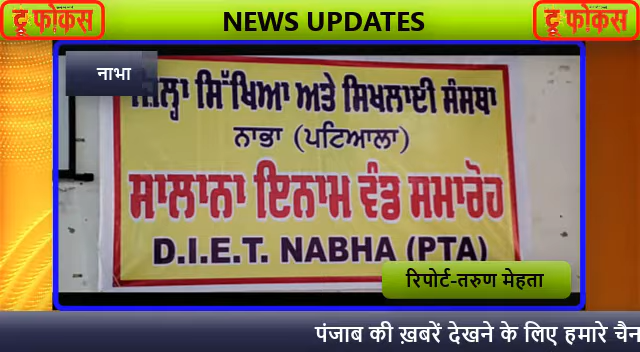 टू फोकस
NEWS UPDATES
टू फोकस
नाभा
ਜ਼ਿਲ੍ਹਾ ਸਿੱਖਿਆ ਅਤੇ ਸਿਖਲਾਈ ਸੰਸਥਾ
ਨਾਭਾ (ਪਟਿਆਲਾ)
ਸਾਲਾਨਾ ਇਨਾਮ ਵੰਡ ਸਮਾਰੋਹ
D.I.E.T. NABHA (PTA)
रिपोर्ट-तरुण मेहता
पंजाब की ख़बरें देखने के लिए हमारे चैन